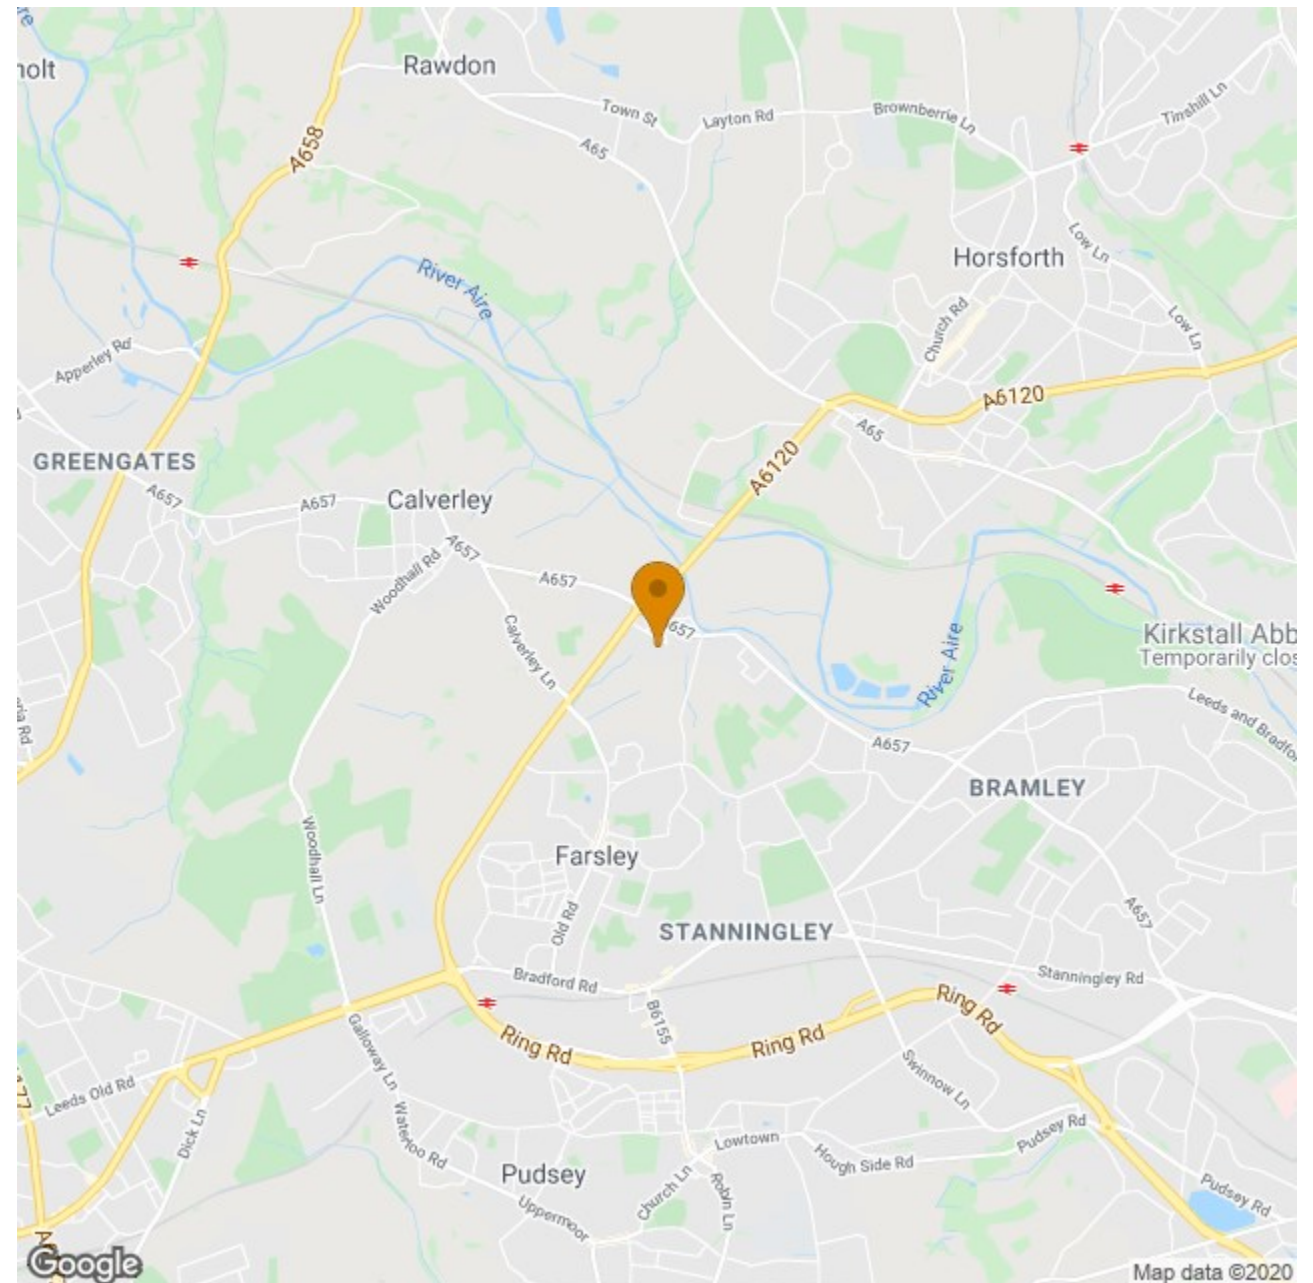 re
holt
Rawdon
Town St
Layton Rd
Brownberrie Ln
Tinshill Ln
A658
A65
Low Ln
Horsforth
River Aire
Church Rd
Low Ln
Apperley Rd
A6120
A65
A6120
GREENGATES
A657
A657
Calverley
A657
Woodhall Rd
A657
Calverley Ln
657
Kirkstall Abb
Temporarily clos
River Aire
Leeds and Bradfor
ria Rd
A657
BRAMLEY
Woodhall Ln
Farsley
A657
Old Rd
STANNINGLEY
Bradford Rd
Stanningley Rd
B6155
Ring Rd
Ring Rd
Ring Rd
Galloway Ln
Swinnow Ln
177
Leeds Old Rd
Dick Ln
Waterloo Rd
Lowtown
Hough Side Rd
Pudsey Rd
Pudsey
Church Ln
Robin Ln
Uppermoor
Pudsey Rd
Google
Map data ©2020